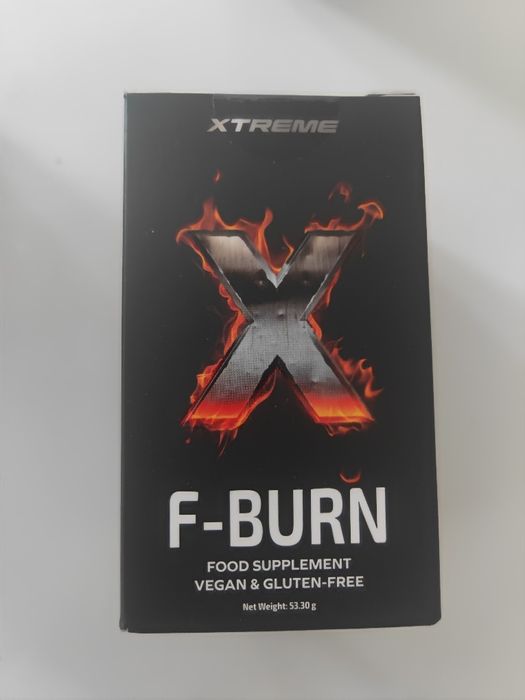 XTREME
X
F-BURN
FOOD SUPPLEMENT
VEGAN & GLUTEN-FREE
Net Weight: 53.30 g